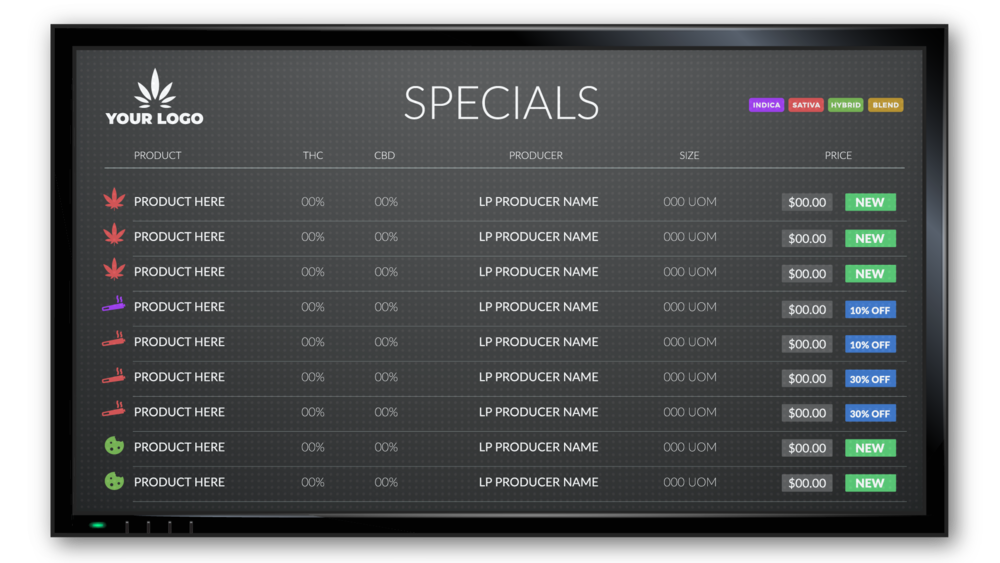 YOUR LOGO
SPECIALS
INDICA SATIVA HYBRID BLEND
PRODUCT THC CBD PRODUCER SIZE PRICE
PRODUCT HERE 00% 00% LP PRODUCER NAME 000 UOM $00.00 NEW
PRODUCT HERE 00% 00% LP PRODUCER NAME 000 UOM $00.00 NEW
PRODUCT HERE 00% 00% LP PRODUCER NAME 000 UOM $00.00 NEW
PRODUCT HERE 00% 00% LP PRODUCER NAME 000 UOM $00.00 10% OFF
PRODUCT HERE 00% 00% LP PRODUCER NAME 000 UOM $00.00 10% OFF
PRODUCT HERE 00% 00% LP PRODUCER NAME 000 UOM $00.00 30% OFF
PRODUCT HERE 00% 00% LP PRODUCER NAME 000 UOM $00.00 30% OFF
PRODUCT HERE 00% 00% LP PRODUCER NAME 000 UOM $00.00 NEW
PRODUCT HERE 00% 00% LP PRODUCER NAME 000 UOM $00.00 NEW